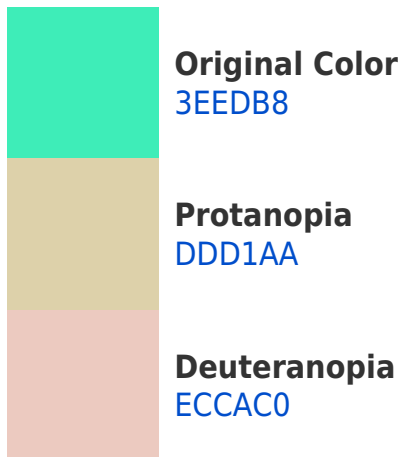 Original Color
3EEDB8
Protanopia
DDD1AA
Deuteranopia
ECCAC0